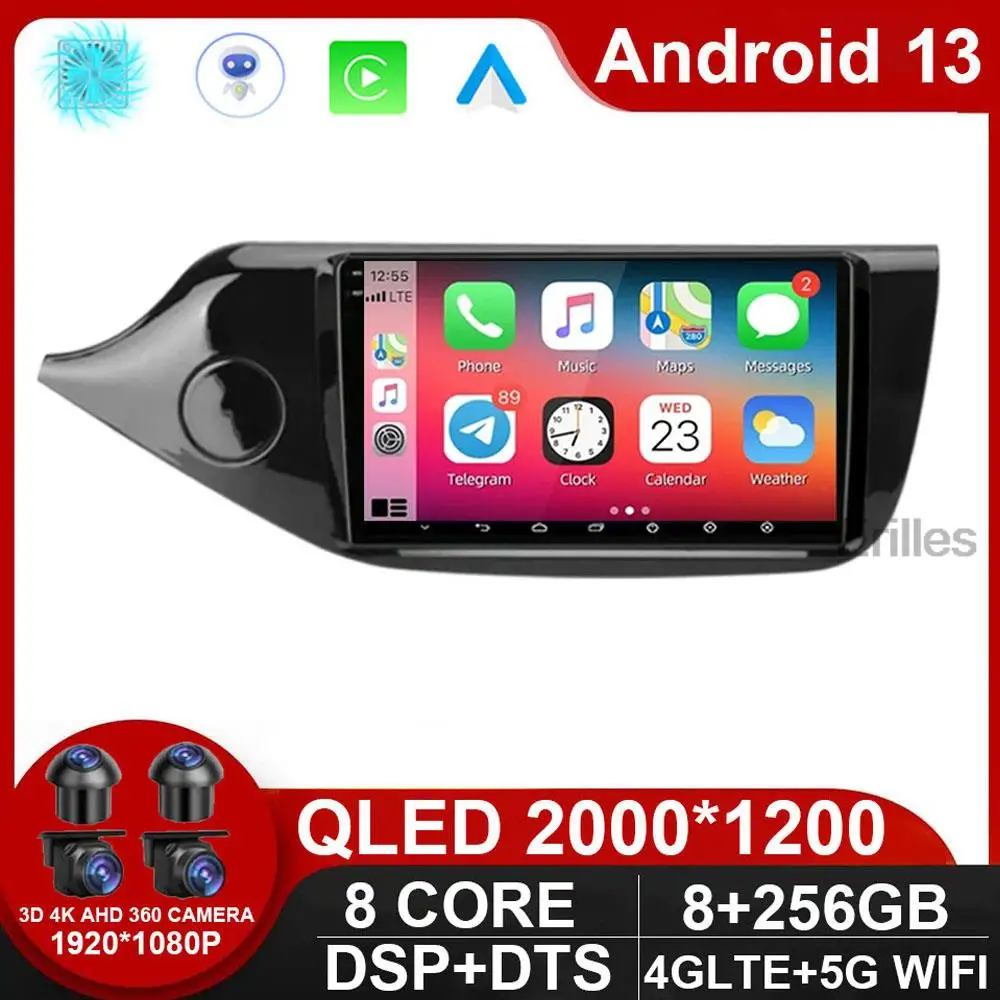 Android 13
12:55
LTE
2
Phone
Music
280
Maps
Messages
89
WED
23
Telegram
Clock
Calendar
Weather
rilles
QLED 2000*1200
8 CORE
8+256GB
DSP+DTS
4GLTE+5G WIFI
3D 4K AHD 360 CAMERA
1920*1080P